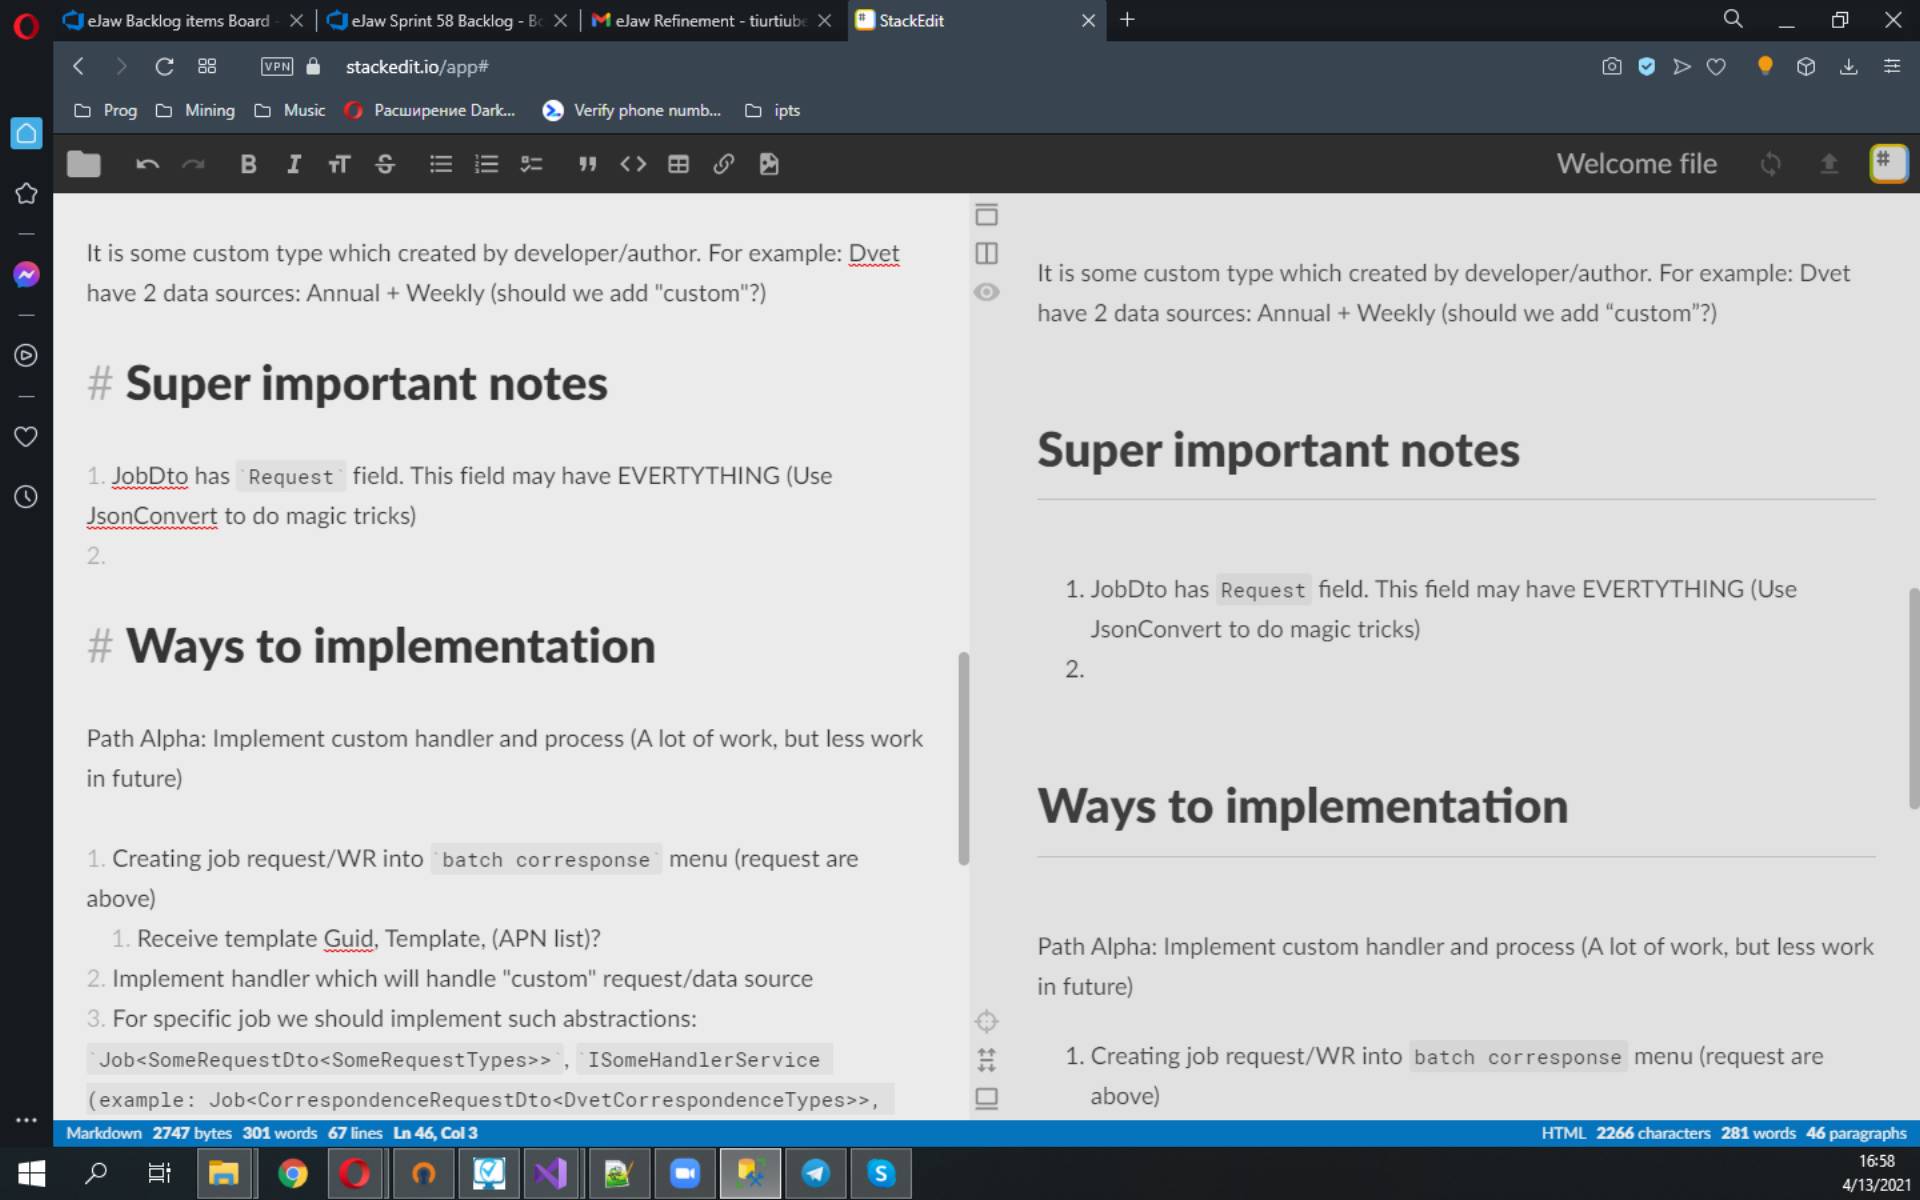 eJaw Backlog items Board
eJaw Sprint 58 Backlog - Bo
eJaw Refinement - tiurtiube
StackEdit
VPN
stackedit.io/app#
Prog
Mining
Music
Расширение Dark...
Verify phone numb...
ipts
Welcome file
#
It is some custom type which created by developer/author. For example: Dvet
have 2 data sources: Annual + Weekly (should we add "custom"?)
# Super important notes
1. JobDto has `Request` field. This field may have EVERTYTHING (Use
JsonConvert to do magic tricks)
2.
# Ways to implementation
Path Alpha: Implement custom handler and process (A lot of work, but less work
in future)
1. Creating job request/WR into `batch corresponse` menu (request are
above)
1. Receive template Guid, Template, (APN list)?
2. Implement handler which will handle "custom" request/data source
3. For specific job we should implement such abstractions:
`Job<SomeRequestDto<SomeRequestTypes>>`, `ISomeHandlerService
(example: Job<CorrespondenceRequestDto<DvetCorrespondenceTypes>>,
It is some custom type which created by developer/author. For example: Dvet
have 2 data sources: Annual + Weekly (should we add “custom”?)
Super important notes
1. JobDto has Request field. This field may have EVERTYTHING (Use
JsonConvert to do magic tricks)
2.
Ways to implementation
Path Alpha: Implement custom handler and process (A lot of work, but less work
in future)
1. Creating job request/WR into batch corresponse menu (request are
above)
Markdown 2747 bytes 301 words 67 lines Ln 46, Col 3
HTML 2266 characters 281 words 46 paragraphs
16:58
4/13/2021